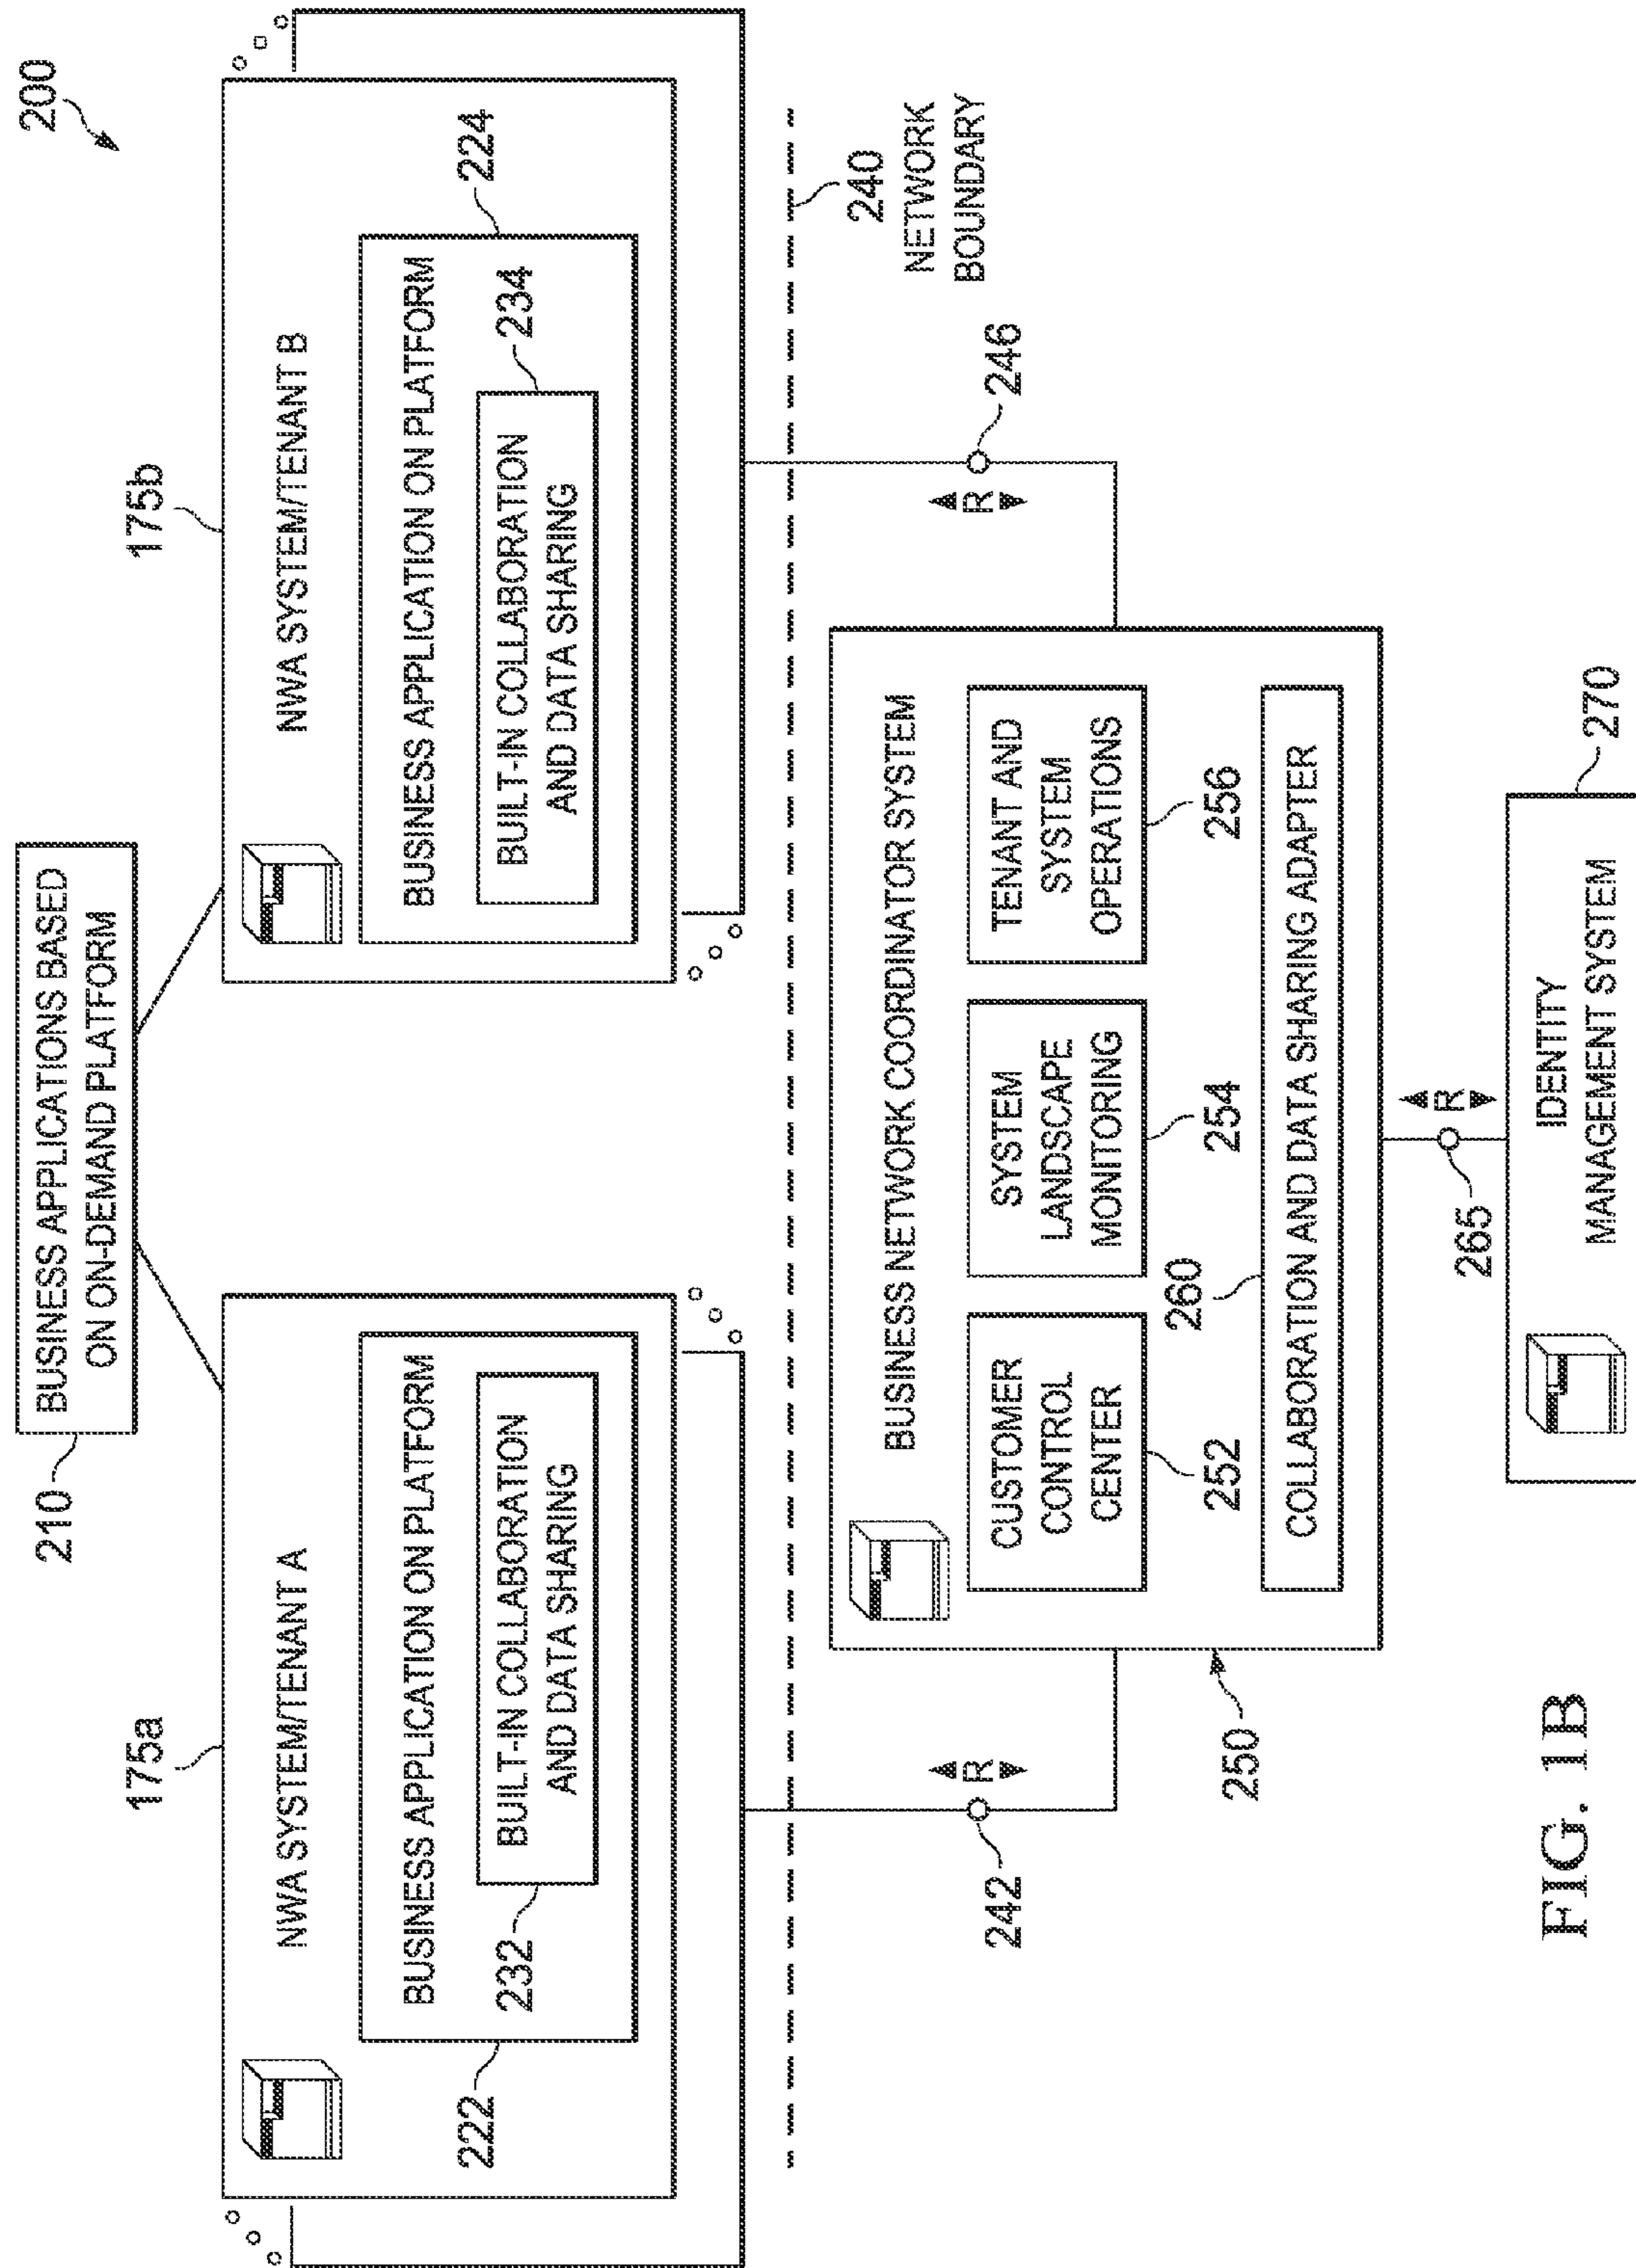 200
210
BUSINESS APPLICATIONS BASED
ON ON-DEMAND PLATFORM
175a
NWA SYSTEM/TENANT A
222
BUSINESS APPLICATION ON PLATFORM
232
BUILT-IN COLLABORATION
AND DATA SHARING
175b
NWA SYSTEM/TENANT B
BUSINESS APPLICATION ON PLATFORM
224
BUILT-IN COLLABORATION
AND DATA SHARING
234
240
NETWORK
BOUNDARY
242
R
R
246
BUSINESS NETWORK COORDINATOR SYSTEM
250
CUSTOMER
CONTROL
CENTER
252
SYSTEM
LANDSCAPE
MONITORING
254
TENANT AND
SYSTEM
OPERATIONS
256
260
COLLABORATION AND DATA SHARING ADAPTER
265
R
IDENTITY
MANAGEMENT SYSTEM
270
FIG. 1B